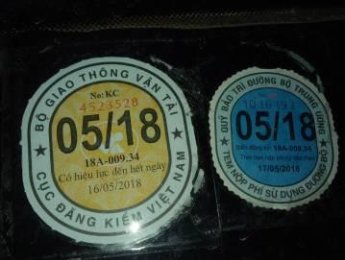 BỘ GIAO THÔNG VẬN TẢI
No: KC
4523528
05/18
18A-009.34
Có hiệu lực đến hết ngày
16/05/2018
CỤC ĐĂNG KIỂM VIỆT NAM
QUỸ BẢO TRÌ ĐƯỜNG BỘ TRUNG ƯƠNG
05/18
18A-009.34
17/05/2018
TEM NỘP PHÍ SỬ DỤNG ĐƯỜNG BỘ